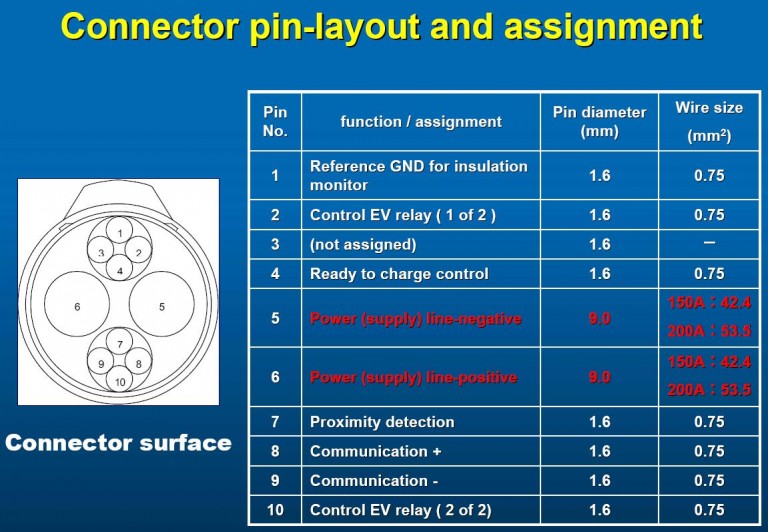 Connector pin-layout and assignment
Pin No. function / assignment Pin diameter (mm) Wire size (mm²)
1 Reference GND for insulation monitor 1.6 0.75
2 Control EV relay ( 1 of 2 ) 1.6 0.75
3 (not assigned) 1.6 –
4 Ready to charge control 1.6 0.75
5 Power (supply) line-negative 9.0 150A：42.4 200A：53.5
6 Power (supply) line-positive 9.0 150A：42.4 200A：53.5
7 Proximity detection 1.6 0.75
8 Communication + 1.6 0.75
9 Communication - 1.6 0.75
10 Control EV relay ( 2 of 2) 1.6 0.75
1
3 2
4
6 5
7
9 8
10
Connector surface